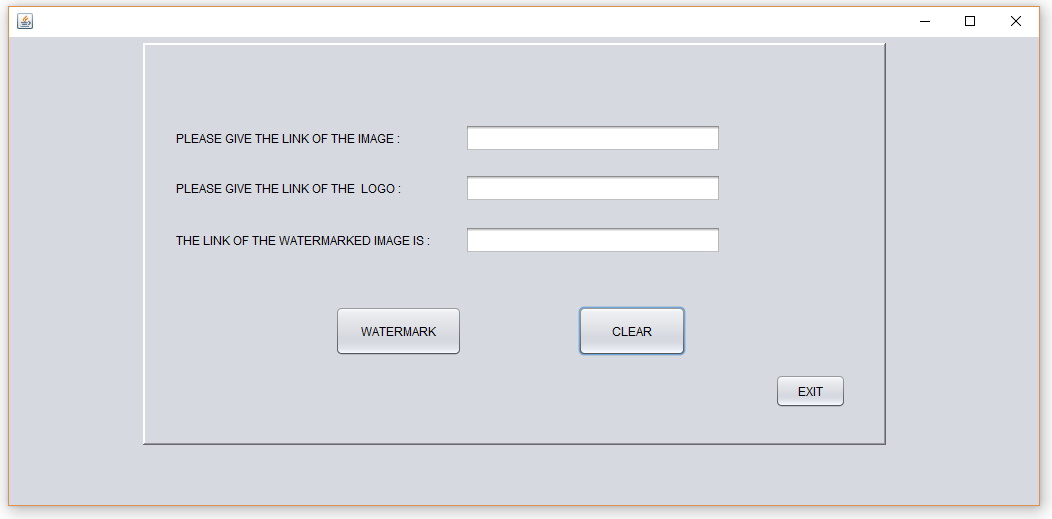 PLEASE GIVE THE LINK OF THE IMAGE :
PLEASE GIVE THE LINK OF THE  LOGO :
THE LINK OF THE WATERMARKED IMAGE IS :
WATERMARK CLEAR
EXIT